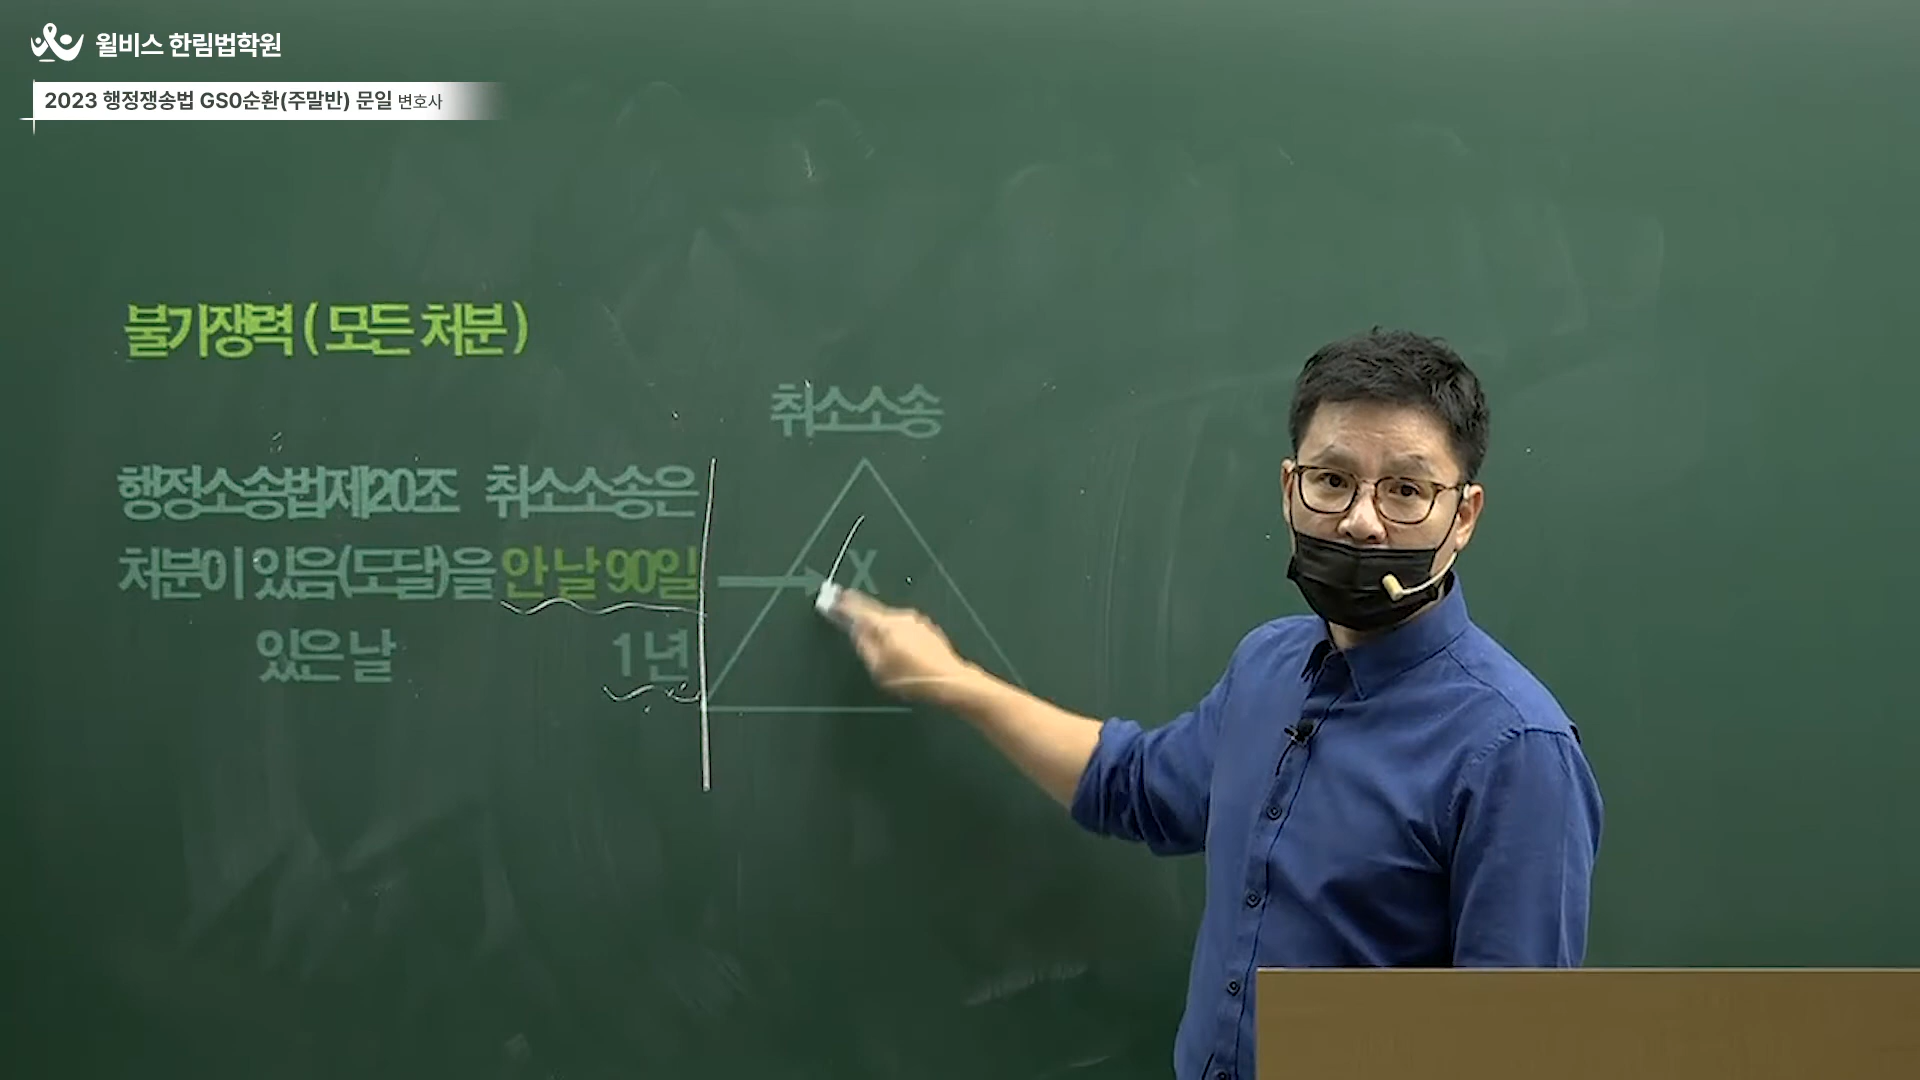 윌비스 한림법학원
2023 행정쟁송법 GS0순환(주말반) 문일 변호사
불가쟁력 ( 모든 처분 )
취소소송
행정소송법제20조 취소소송은
처분이 있음(도달)을 안 날 90일
X
있은 날 1년